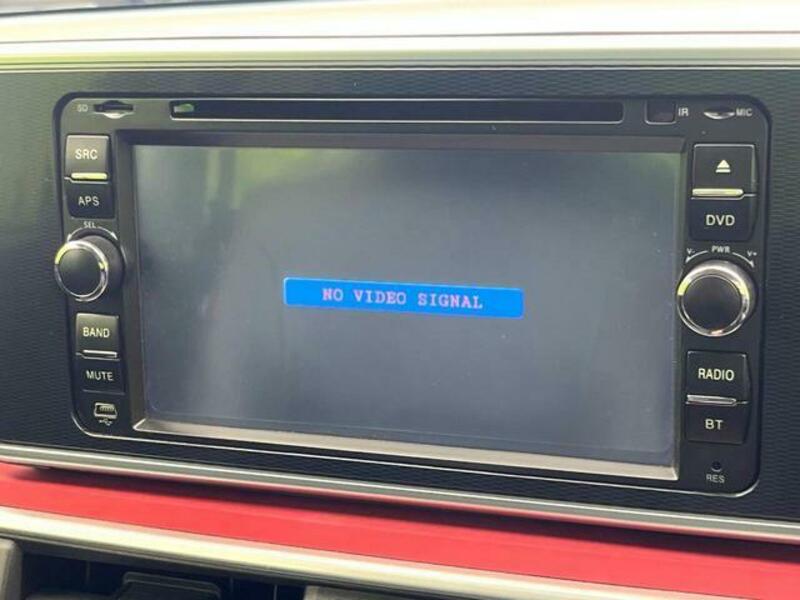 SD
IR
MIC
SRC
APS
SEL
BAND
MUTE
NO VIDEO SIGNAL
DVD
V- PWR V+
RADIO
BT
RES